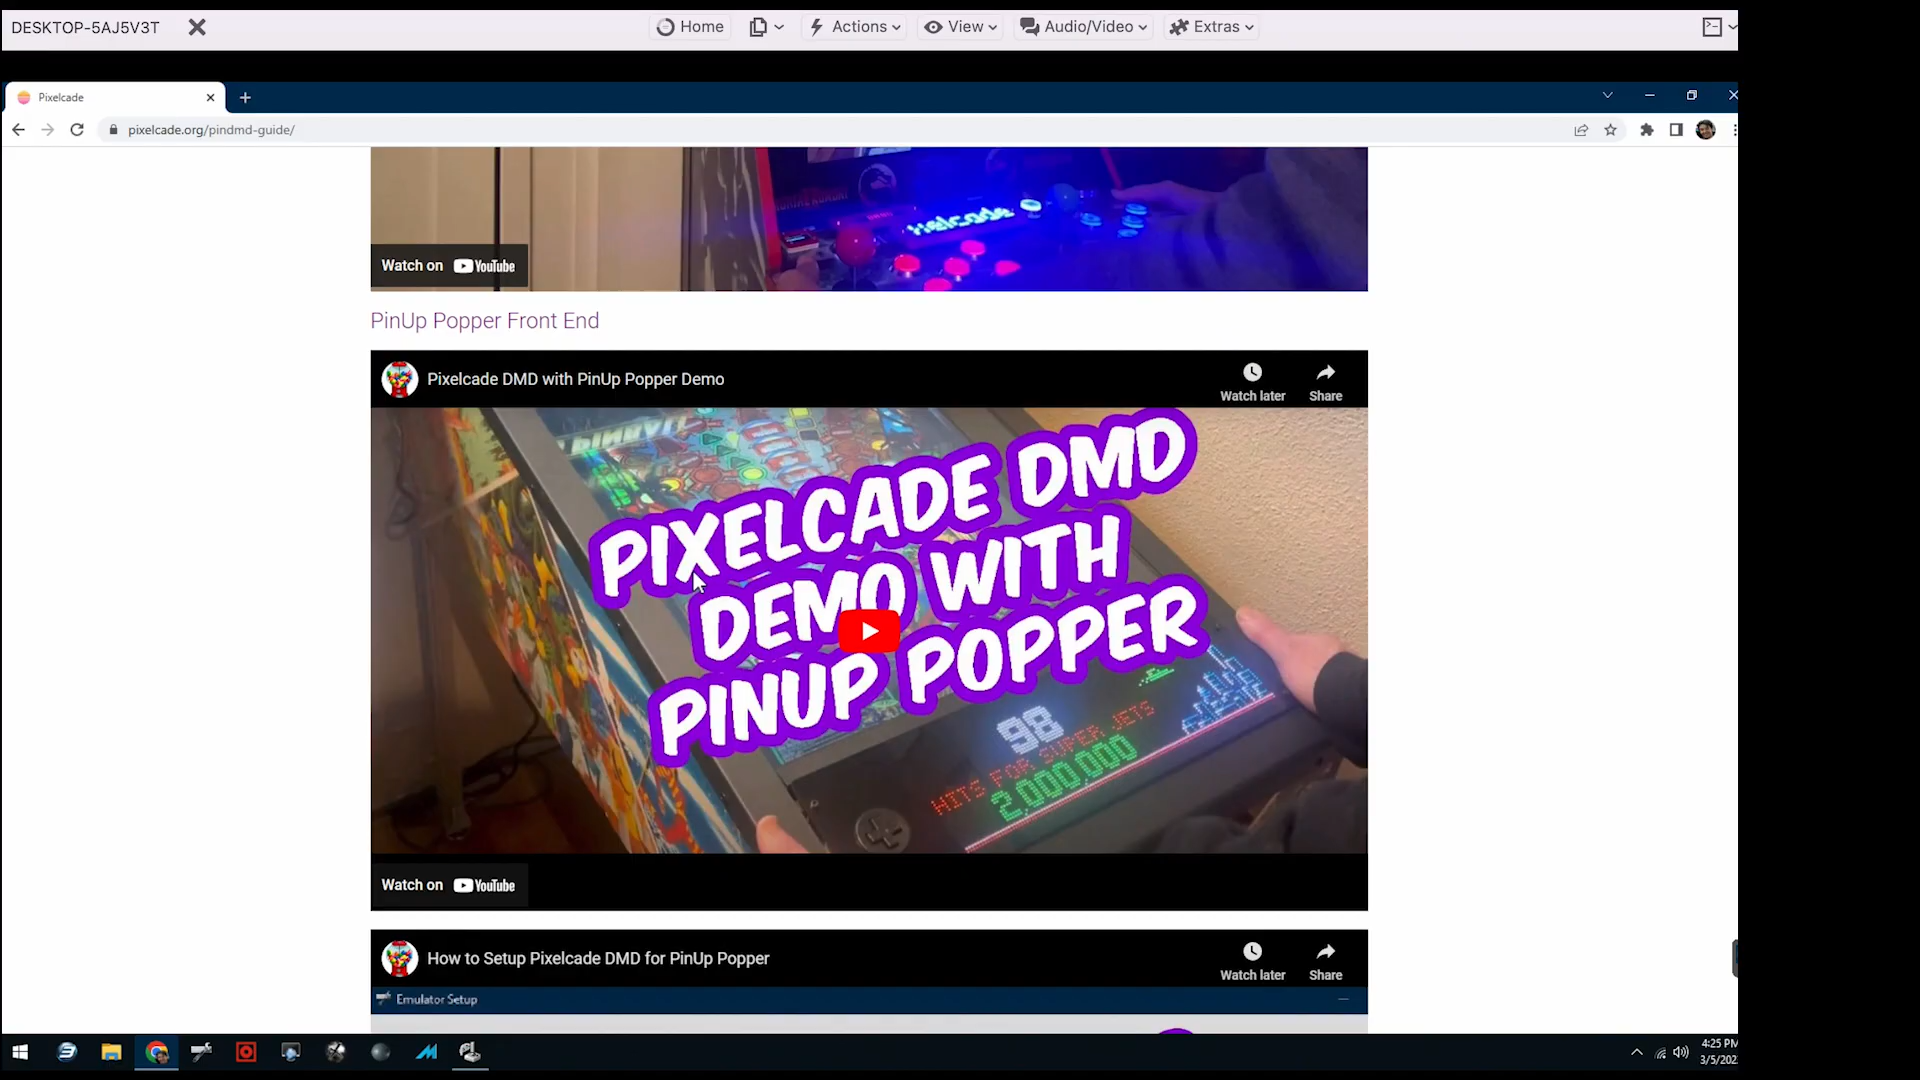 DESKTOP-5AJ5V3T
Home
Actions
View
Audio/Video
Extras
Pixelcade
pixelcade.org/pindmd-guide/
Watch on YouTube
PinUp Popper Front End
Pixelcade DMD with PinUp Popper Demo
Watch later
Share
PIXELCADE DMD
DEMO WITH
PINUP POPPER
98
HITS FOR SUPER JETS
2,000,000
Watch on YouTube
How to Setup Pixelcade DMD for PinUp Popper
Watch later
Share
Emulator Setup
4:25 PM
3/5/202